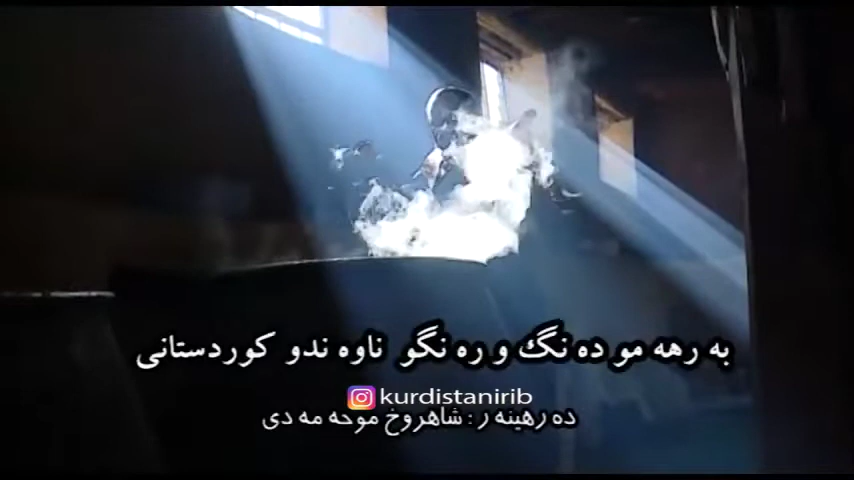 به رهه مو ده نگ و ره نگو ناوه ندو کوردستانی
kurdistanirib
ده رهینه ر : شاهروخ موحه مه دی